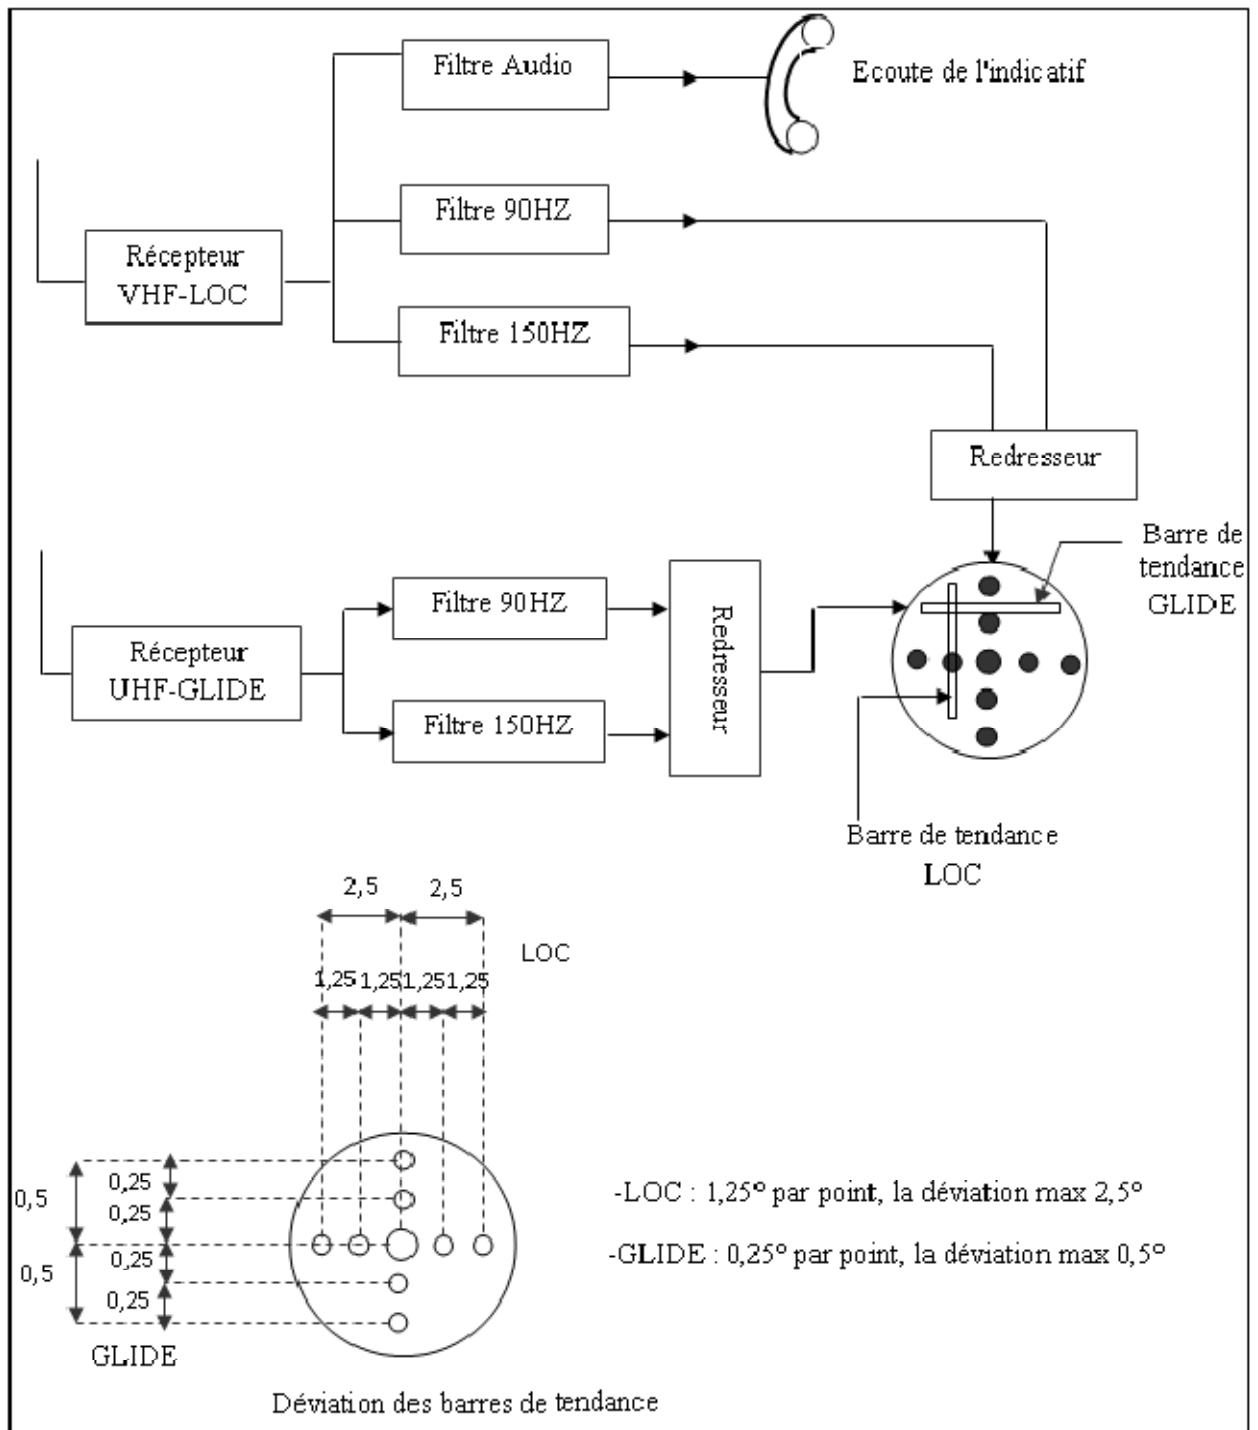 Filtre Audio
Ecoute de l'indicatif
Filtre 90HZ
Récepteur
VHF-LOC
Filtre 150HZ
Redresseur
Barre de
tendance
GLIDE
Filtre 90HZ
Redresseur
Récepteur
UHF-GLIDE
Filtre 150HZ
Barre de tendance
LOC
2,5
2,5
LOC
1,25
1,25
1,25
1,25
0,5
0,25
0,25
0,5
0,25
0,25
GLIDE
-LOC : 1,25° par point, la déviation max 2,5°
-GLIDE : 0,25° par point, la déviation max 0,5°
Déviation des barres de tendance